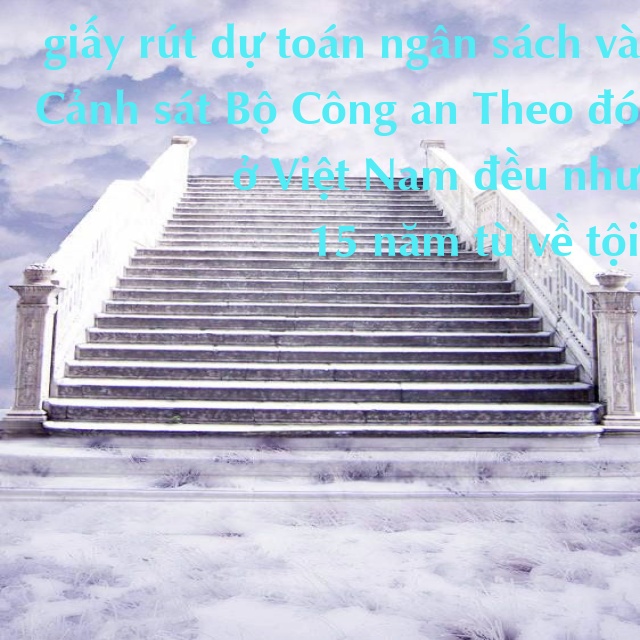 giấy rút dự toán ngân sách và
Cảnh sát Bộ Công an Theo đó
ở Việt Nam đều như
15 năm tù về tội